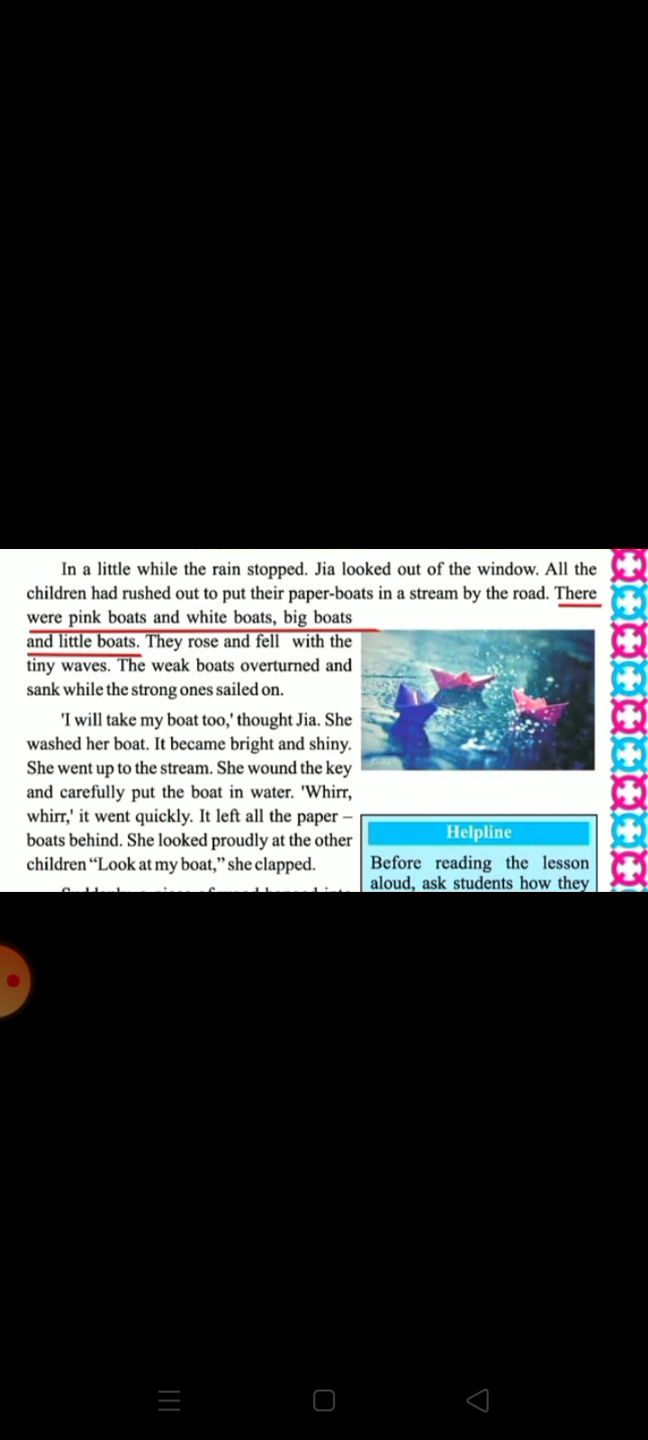 In a little while the rain stopped. Jia looked out of the window. All the
children had rushed out to put their paper-boats in a stream by the road. There
were pink boats and white boats, big boats
and little boats. They rose and fell with the
tiny waves. The weak boats overturned and
sank while the strong ones sailed on.
'I will take my boat too,' thought Jia. She
washed her boat. It became bright and shiny.
She went up to the stream. She wound the key
and carefully put the boat in water. 'Whirr,
whirr,' it went quickly. It left all the paper –
boats behind. She looked proudly at the other
children “Look at my boat,” she clapped.
Helpline
Before reading the lesson
aloud, ask students how they